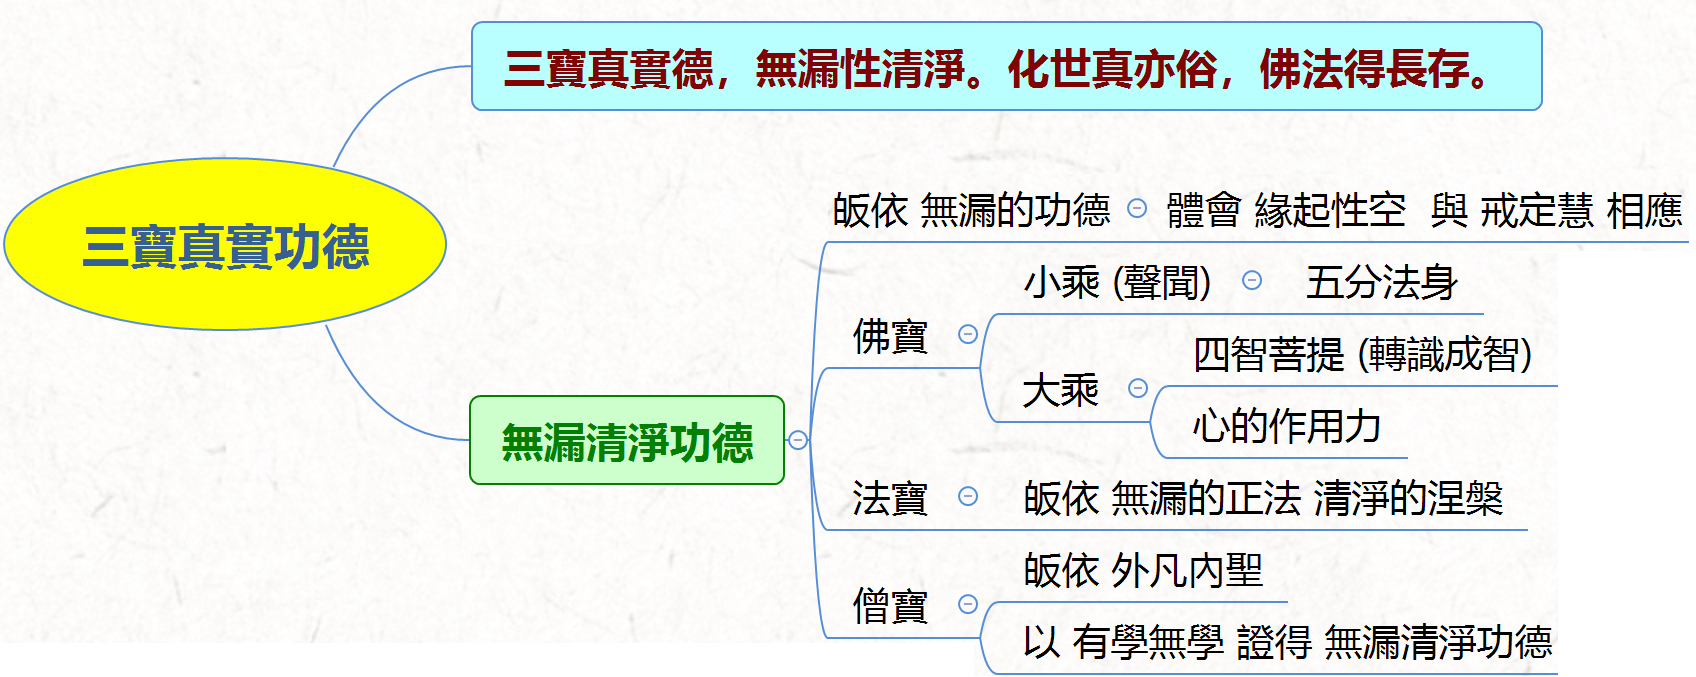 三寶真實德，無漏性清淨。化世真亦俗，佛法得長存。
三寶真實功德
無漏清淨功德
皈依 無漏的功德
體會 緣起性空 與 戒定慧 相應
佛寶
小乘 (聲聞)
五分法身
大乘
四智菩提 (轉識成智)
心的作用力
法寶
皈依 無漏的正法 清淨的涅槃
僧寶
皈依 外凡內聖
以 有學無學 證得 無漏清淨功德